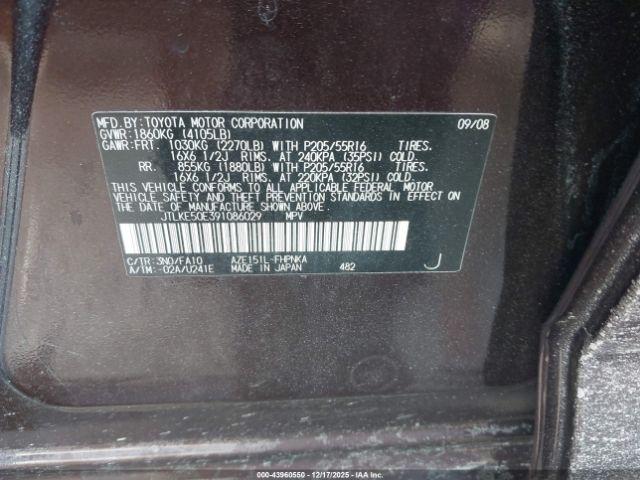 MFD.BY:TOYOTA MOTOR CORPORATION 09/08
GVWR:1860KG (4105LB)
GAWR:FRT. 1030KG (2270LB) WITH P205/55R16 TIRES.
16X6 1/2J RIMS. AT 240KPA (35PSI) COLD.
RR. 855KG (1880LB) WITH P205/55R16 TIRES.
16X6 1/2J RIMS. AT 220KPA (32PSI) COLD.
THIS VEHICLE CONFORMS TO ALL APPLICABLE FEDERAL MOTOR
VEHICLE SAFETY AND THEFT PREVENTION STANDARDS IN EFFECT ON
THE DATE OF MANUFACTURE SHOWN ABOVE.
JTLKE50E391086029 MPV
C/TR:3N0/FA10 AZE151L-FHPNKA
A/TM:-02A/U241E MADE IN JAPAN 482 J
000-43960550 - 12/17/2025 - IAA Inc.